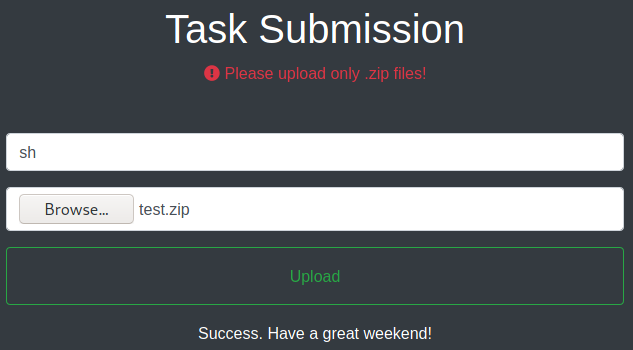 Task Submission
Please upload only .zip files!
sh
Browse... test.zip
Upload
Success. Have a great weekend!